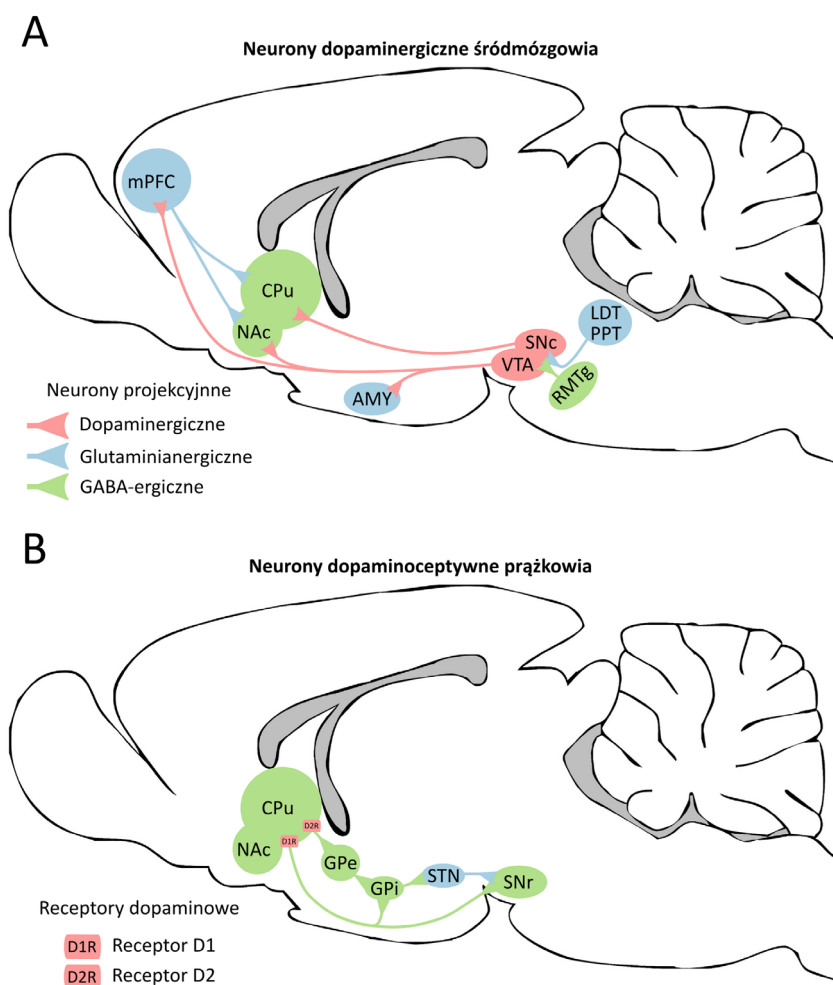 A
Neurony dopaminergiczne śródmózgowia
mPFC
CPu
NAc
LDT
PPT
SNc
VTA
RMTg
AMY
Neurony projekcyjnne
Dopaminergiczne
Glutaminianergiczne
GABA-ergiczne
B
Neurony dopaminoceptywne prążkowia
CPu
D2R
D1R
NAc
GPe
GPi
STN
SNr
Receptory dopaminowe
D1R Receptor D1
D2R Receptor D2